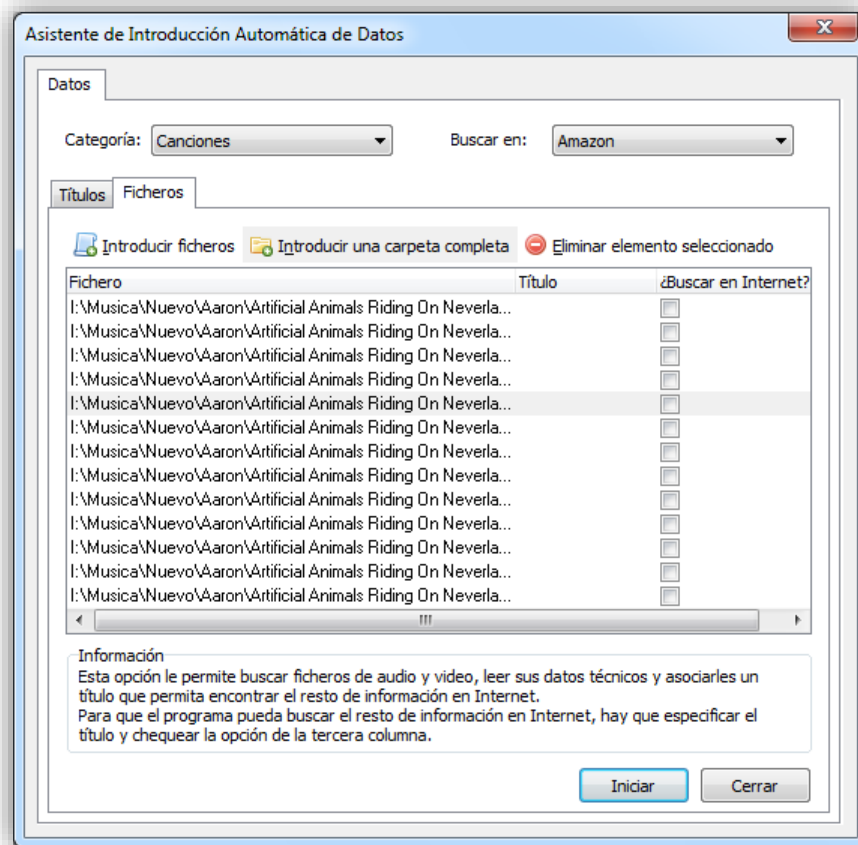 Asistente de Introducción Automática de Datos
Datos
Categoría: Canciones Buscar en: Amazon
Títulos Ficheros
Introducir ficheros Introducir una carpeta completa Eliminar elemento seleccionado
Fichero Título ¿Buscar en Internet?
I:\Musica\Nuevo\Aaron\Artificial Animals Riding On Neverla...
I:\Musica\Nuevo\Aaron\Artificial Animals Riding On Neverla...
I:\Musica\Nuevo\Aaron\Artificial Animals Riding On Neverla...
I:\Musica\Nuevo\Aaron\Artificial Animals Riding On Neverla...
I:\Musica\Nuevo\Aaron\Artificial Animals Riding On Neverla...
I:\Musica\Nuevo\Aaron\Artificial Animals Riding On Neverla...
I:\Musica\Nuevo\Aaron\Artificial Animals Riding On Neverla...
I:\Musica\Nuevo\Aaron\Artificial Animals Riding On Neverla...
I:\Musica\Nuevo\Aaron\Artificial Animals Riding On Neverla...
I:\Musica\Nuevo\Aaron\Artificial Animals Riding On Neverla...
I:\Musica\Nuevo\Aaron\Artificial Animals Riding On Neverla...
I:\Musica\Nuevo\Aaron\Artificial Animals Riding On Neverla...
I:\Musica\Nuevo\Aaron\Artificial Animals Riding On Neverla...
Información
Esta opción le permite buscar ficheros de audio y video, leer sus datos técnicos y asociarles un
título que permita encontrar el resto de información en Internet.
Para que el programa pueda buscar el resto de información en Internet, hay que especificar el
título y chequear la opción de la tercera columna.
Iniciar Cerrar